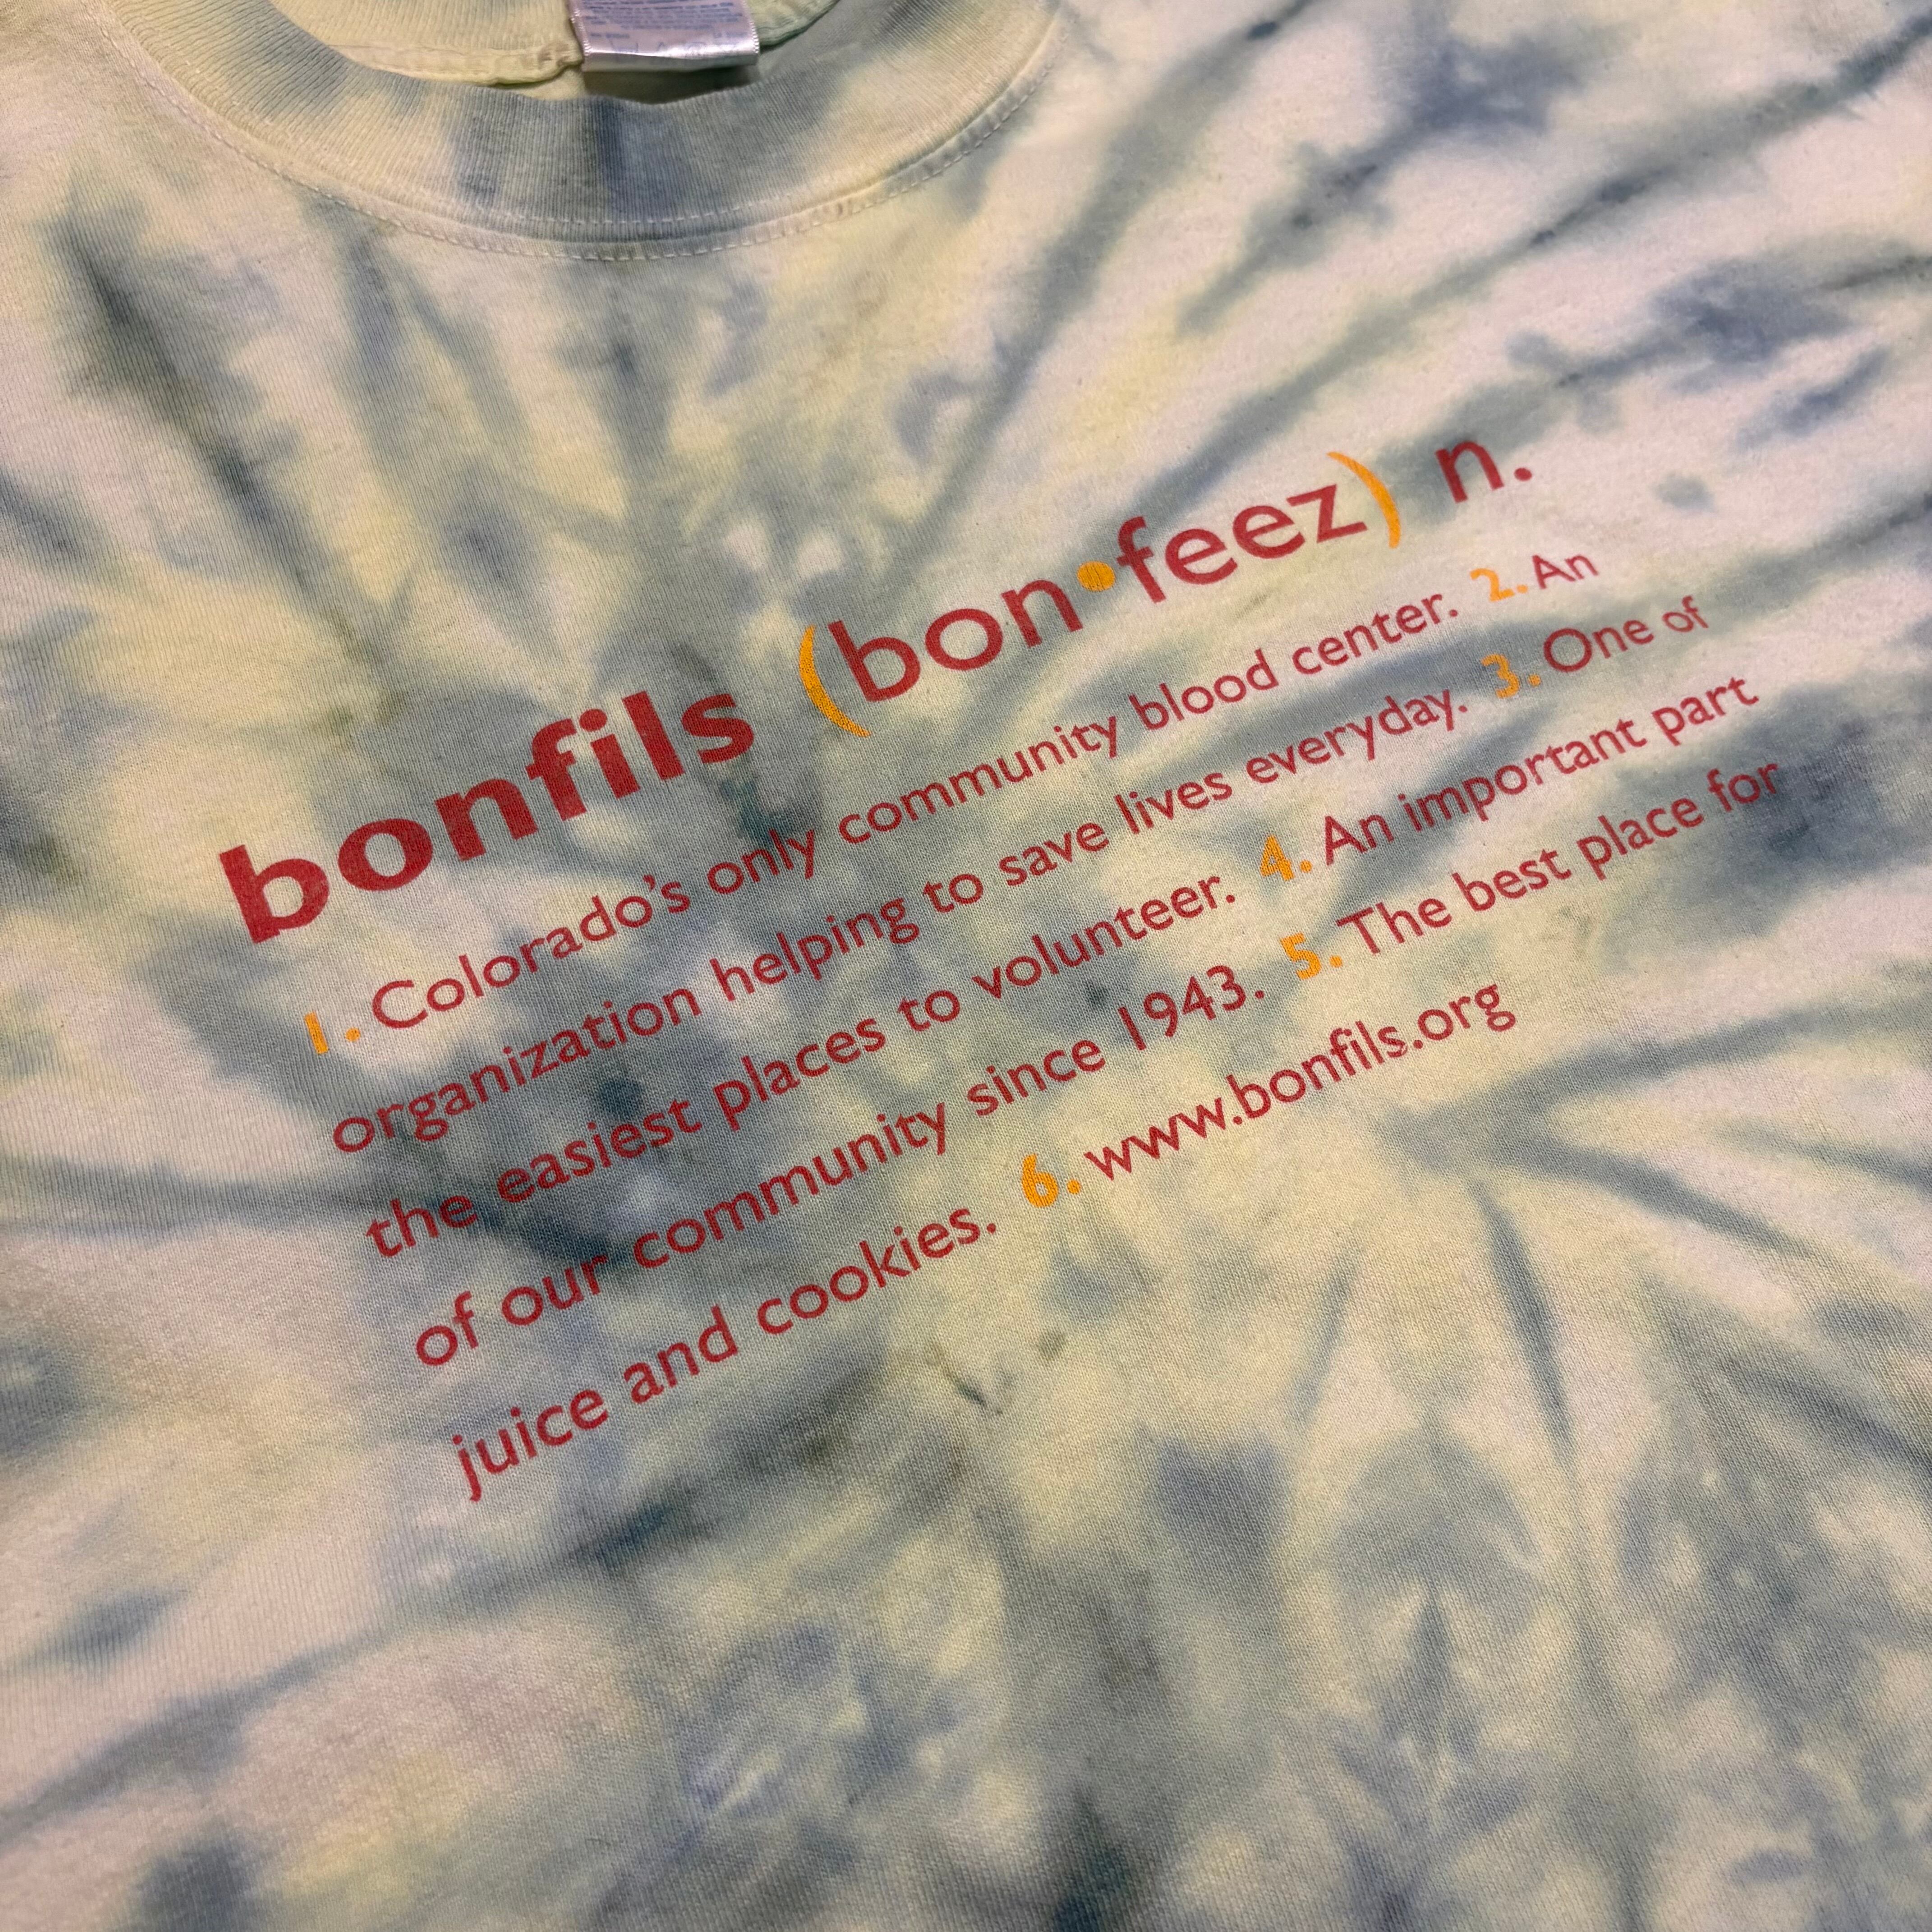 bonfils (bon•feez) n.
1. Colorado's only community blood center. 2. An
organization helping to save lives everyday. 3. One of
the easiest places to volunteer. 4. An important part
of our community since 1943. 5. The best place for
juice and cookies. 6. www.bonfils.org